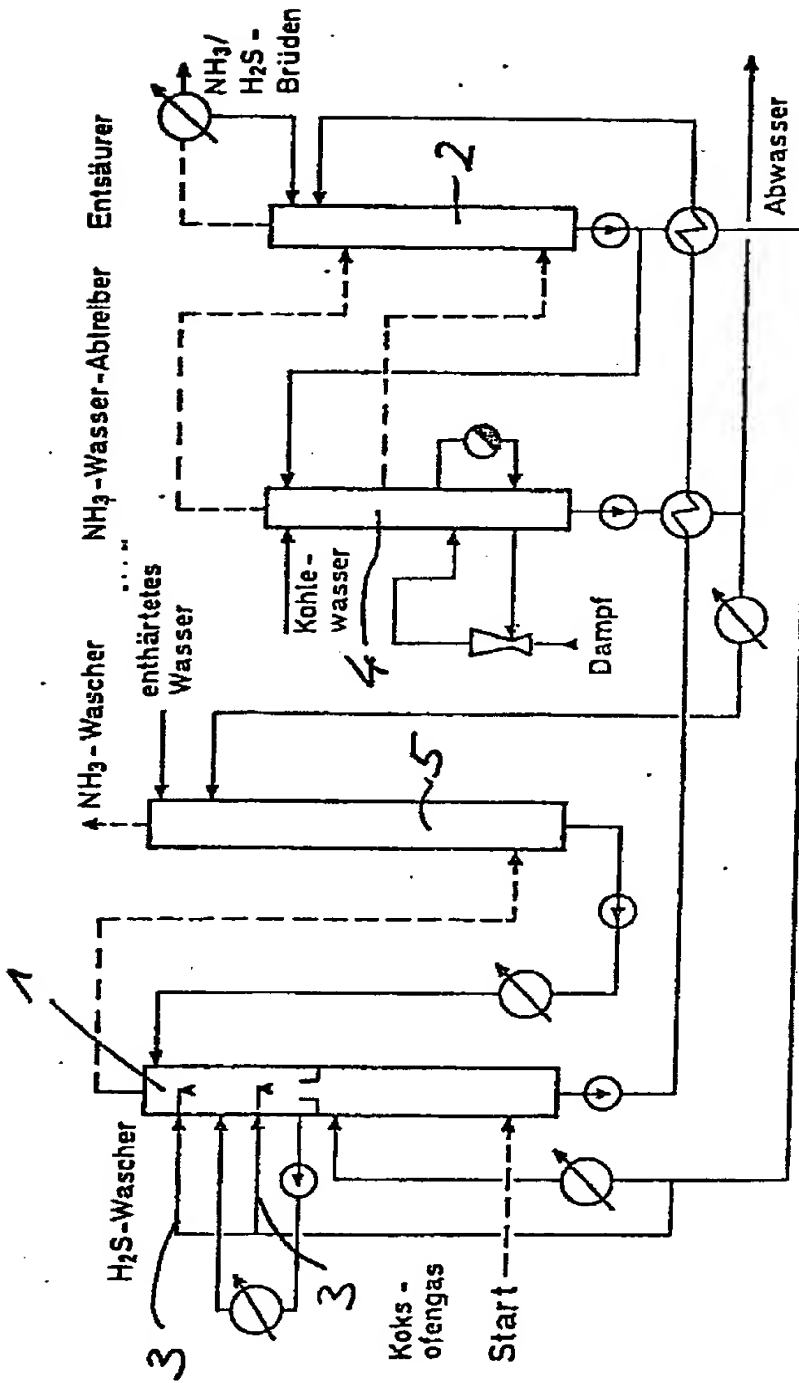 H₂S-Wascher
NH₃-Wascher
NH₃-Wasser-Abtreiber
Entsäurer
NH₃/
H₂S-
Brüden
enthärtetes
Wasser
Kohle-
wasser
Dampf
Koks-
ofengas
Start
Abwasser
1
2
3
3
4
5